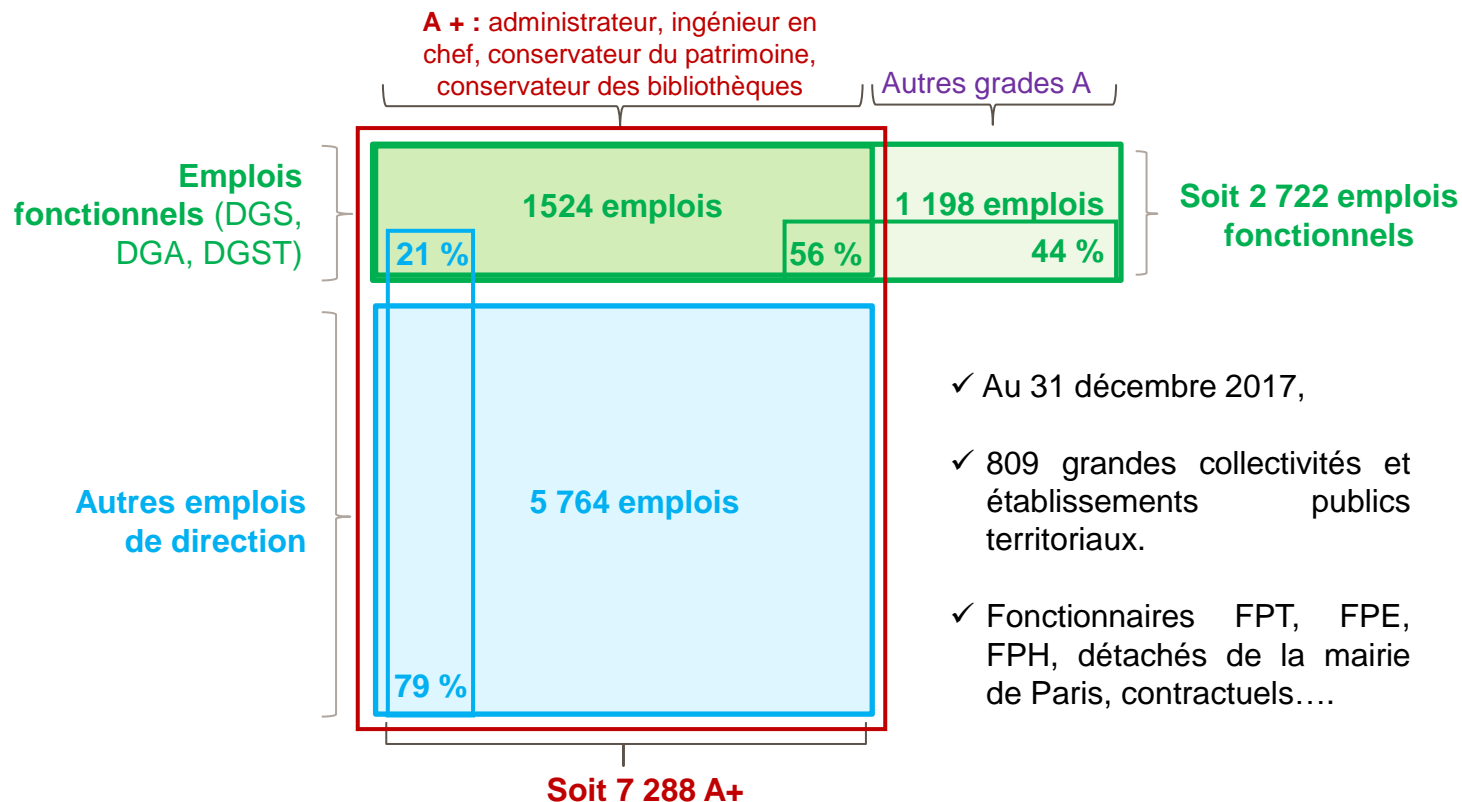 A + : administrateur, ingénieur en
chef, conservateur du patrimoine,
conservateur des bibliothèques
Autres grades A
Emplois
fonctionnels (DGS,
DGA, DGST)
1524 emplois
1 198 emplois
21 %
56 %
44 %
Soit 2 722 emplois
fonctionnels
Autres emplois
de direction
5 764 emplois
79 %
✓ Au 31 décembre 2017,
✓ 809 grandes collectivités et
établissements publics
territoriaux.
✓ Fonctionnaires FPT, FPE,
FPH, détachés de la mairie
de Paris, contractuels….
Soit 7 288 A+